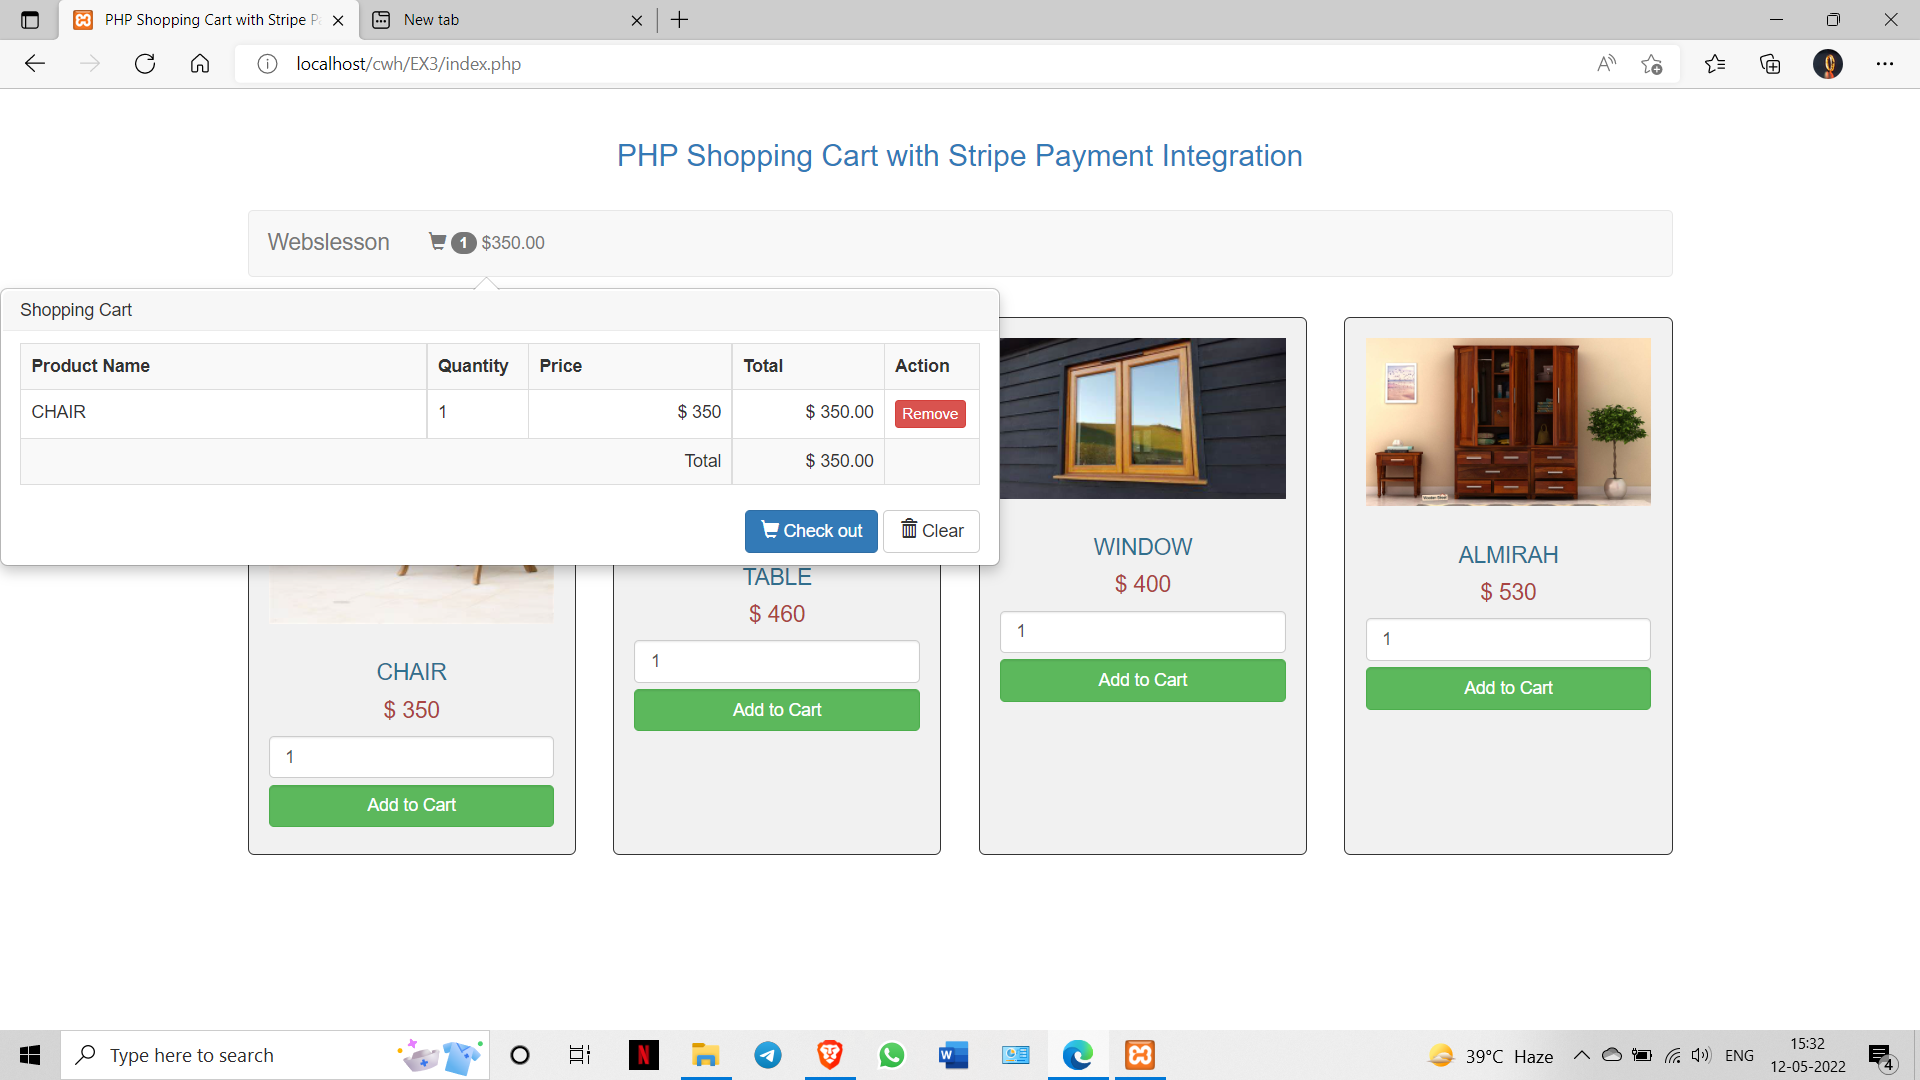 PHP Shopping Cart with Stripe P
New tab
localhost/cwh/EX3/index.php
PHP Shopping Cart with Stripe Payment Integration
Webslesson 1 $350.00
Shopping Cart
Product Name Quantity Price Total Action
CHAIR 1 $ 350 $ 350.00 Remove
Total $ 350.00
Check out Clear
CHAIR
$ 350
1
Add to Cart
TABLE
$ 460
1
Add to Cart
WINDOW
$ 400
1
Add to Cart
ALMIRAH
$ 530
1
Add to Cart
Type here to search
39°C Haze
ENG
15:32
12-05-2022
4